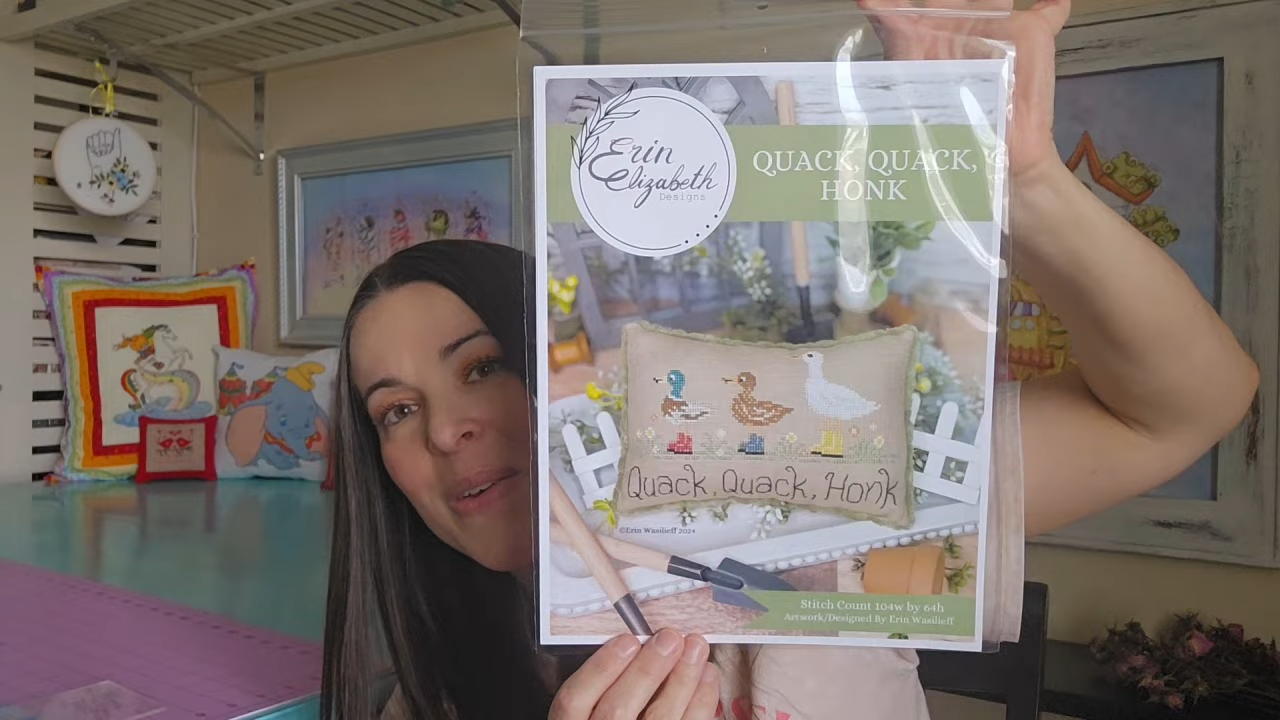 Erin
Elizabeth
Designs
QUACK, QUACK,
HONK
Quack, Quack, Honk
©Erin Wasilieff 2024
Stitch Count 104w by 64h
Artwork/Designed By Erin Wasilieff